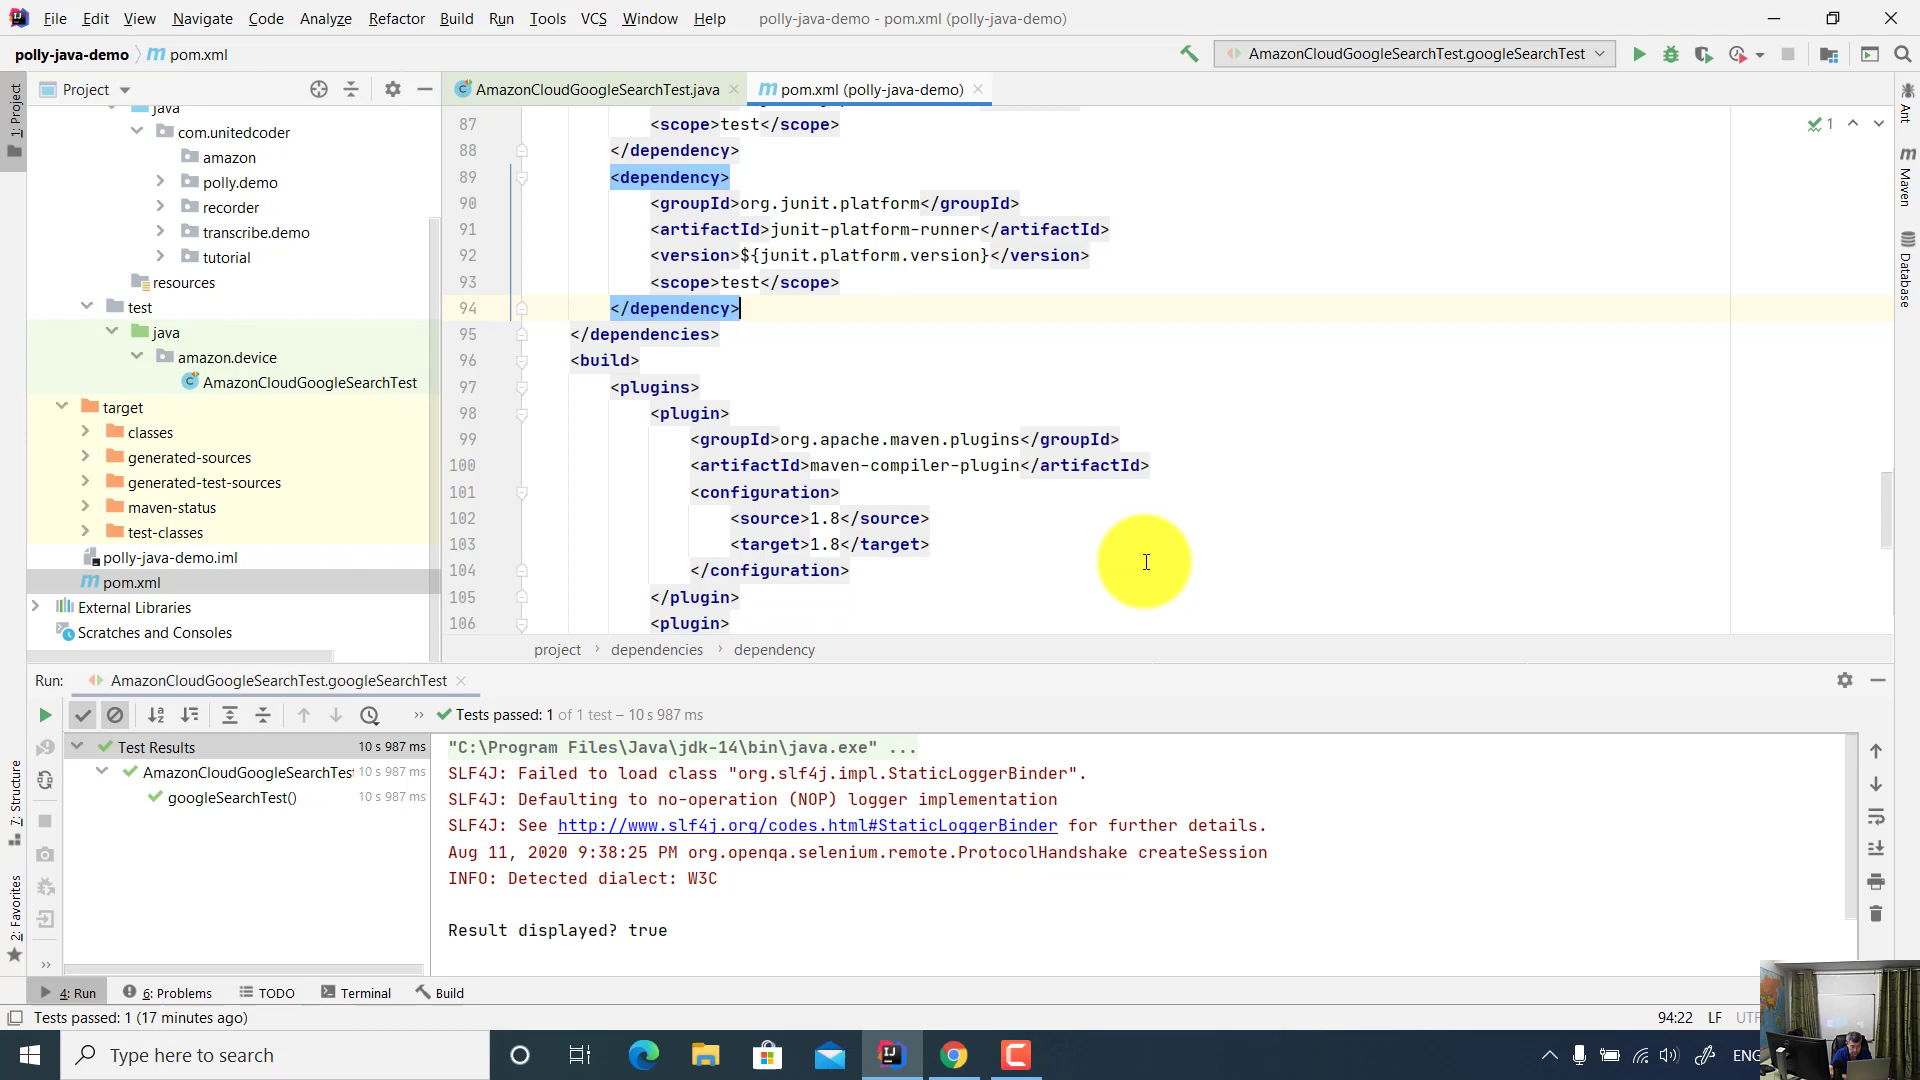 File Edit View Navigate Code Analyze Refactor Build Run Tools VCS Window Help polly-java-demo - pom.xml (polly-java-demo)
polly-java-demo pom.xml AmazonCloudGoogleSearchTest.googleSearchTest
Project AmazonCloudGoogleSearchTest.java pom.xml (polly-java-demo)
1: Project
java
com.unitedcoder
amazon
polly.demo
recorder
transcribe.demo
tutorial
resources
test
java
amazon.device
AmazonCloudGoogleSearchTest
target
classes
generated-sources
generated-test-sources
maven-status
test-classes
polly-java-demo.iml
pom.xml
External Libraries
Scratches and Consoles
87 <scope>test</scope>
88 </dependency>
89 <dependency>
90 <groupId>org.junit.platform</groupId>
91 <artifactId>junit-platform-runner</artifactId>
92 <version>${junit.platform.version}</version>
93 <scope>test</scope>
94 </dependency>
95 </dependencies>
96 <build>
97 <plugins>
98 <plugin>
99 <groupId>org.apache.maven.plugins</groupId>
100 <artifactId>maven-compiler-plugin</artifactId>
101 <configuration>
102 <source>1.8</source>
103 <target>1.8</target>
104 </configuration>
105 </plugin>
106 <plugin>
1
Ant
Maven
Database
project › dependencies › dependency
Run: AmazonCloudGoogleSearchTest.googleSearchTest
Tests passed: 1 of 1 test – 10 s 987 ms
Test Results 10 s 987 ms
AmazonCloudGoogleSearchTes 10 s 987 ms
googleSearchTest() 10 s 987 ms
"C:\Program Files\Java\jdk-14\bin\java.exe" ...
SLF4J: Failed to load class "org.slf4j.impl.StaticLoggerBinder".
SLF4J: Defaulting to no-operation (NOP) logger implementation
SLF4J: See http://www.slf4j.org/codes.html#StaticLoggerBinder for further details.
Aug 11, 2020 9:38:25 PM org.openqa.selenium.remote.ProtocolHandshake createSession
INFO: Detected dialect: W3C
Result displayed? true
7: Structure
2: Favorites
4: Run 6: Problems TODO Terminal Build
Tests passed: 1 (17 minutes ago) 94:22 LF UTF
Type here to search ENG